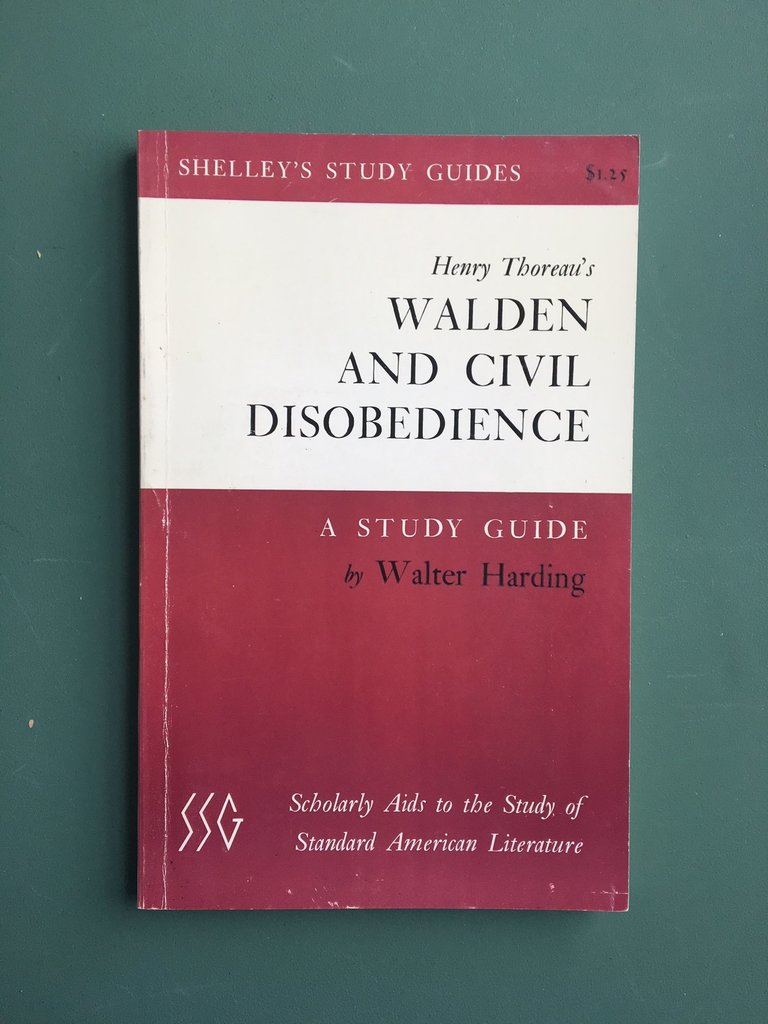 SHELLEY'S STUDY GUIDES $1.25
Henry Thoreau's
WALDEN
AND CIVIL
DISOBEDIENCE
A STUDY GUIDE
by Walter Harding
SSG
Scholarly Aids to the Study of
Standard American Literature